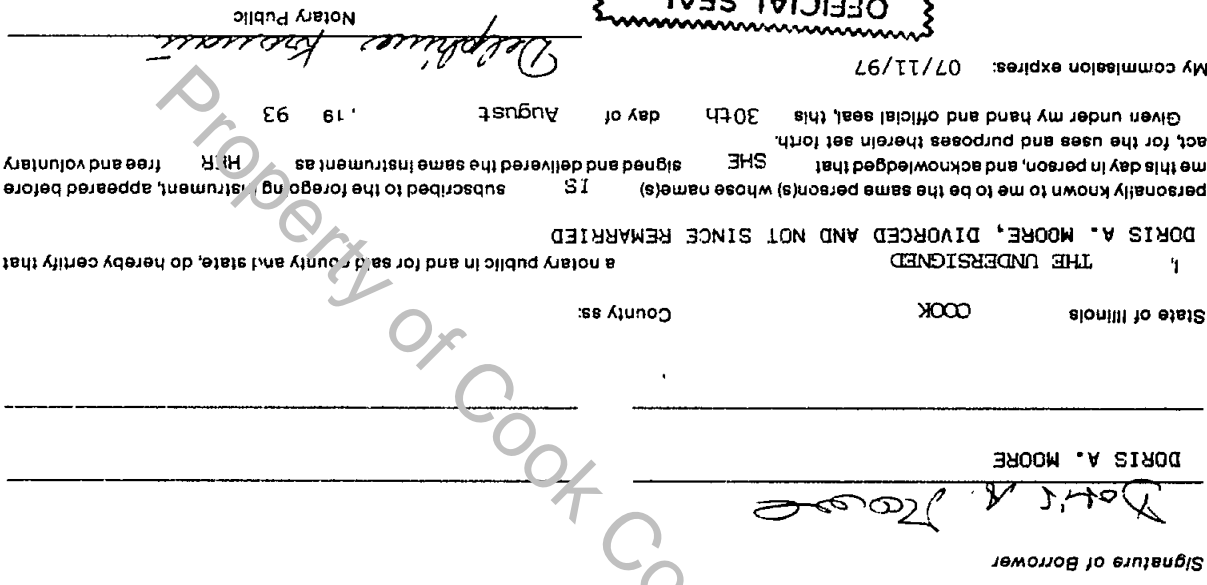 Signature of Borrower
Doris A. Moore
DORIS A. MOORE
State of Illinois COOK County ss:
I, THE UNDERSIGNED a notary public in and for said county and state, do hereby certify that
DORIS A. MOORE, DIVORCED AND NOT SINCE REMARRIED
personally known to me to be the same person(s) whose name(s) IS subscribed to the foregoing instrument, appeared before
me this day in person, and acknowledged that SHE signed and delivered the same instrument as HER free and voluntary
act, for the uses and purposes therein set forth.
Given under my hand and official seal, this 30th day of August , 19 93
My commission expires: 07/11/97
Delphine
Notary Public
OFFICIAL SEAL
Property of Cook Co